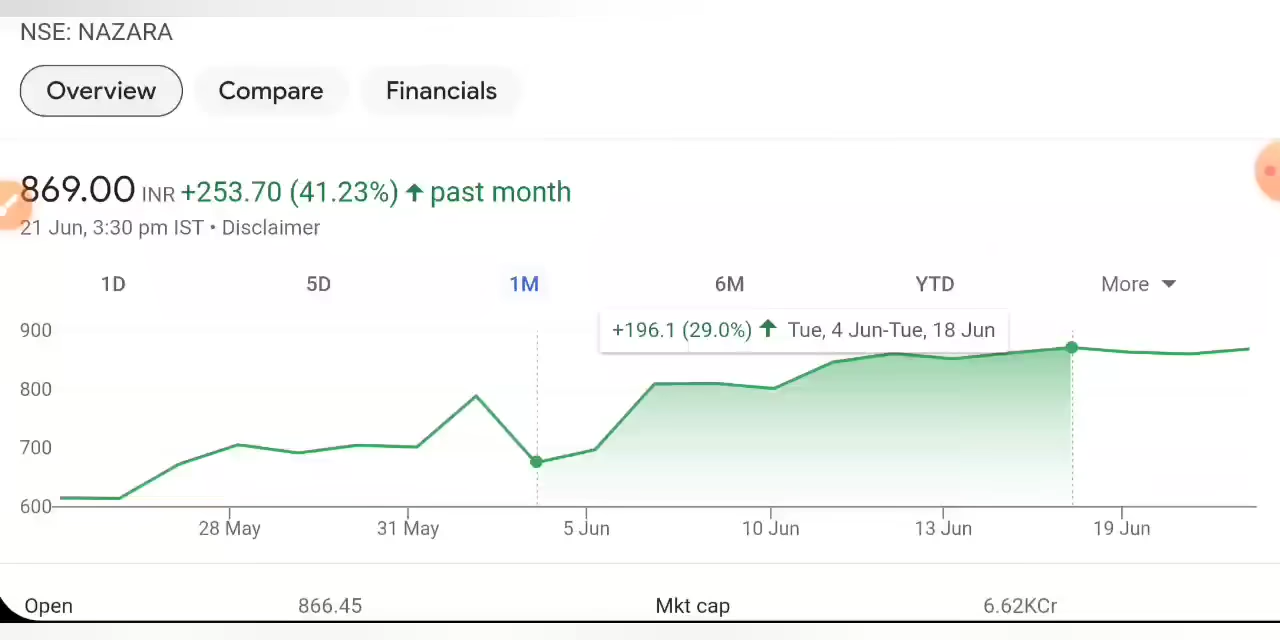 NSE: NAZARA
Overview Compare Financials
869.00 INR +253.70 (41.23%) ↑ past month
21 Jun, 3:30 pm IST • Disclaimer
1D 5D 1M 6M YTD More
+196.1 (29.0%) ↑ Tue, 4 Jun-Tue, 18 Jun
900
800
700
600
28 May 31 May 5 Jun 10 Jun 13 Jun 19 Jun
Open 866.45 Mkt cap 6.62KCr